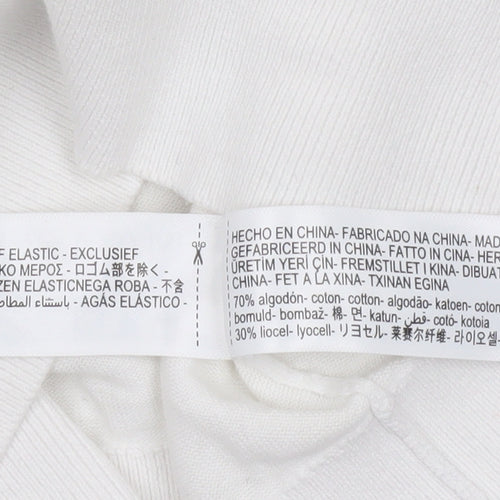 F ELASTIC - EXCLUSIEF
KO ΜΕΡΟΣ - ロゴム部を除く -
ZEN ELASTICNEGA ROBA - 不含
- AGÁS ELÁSTICO -
HECHO EN CHINA- FABRICADO NA CHINA- MAD
GEFABRICEERD IN CHINA- FATTO IN CINA- HER
ÜRETİM YERİ ÇİN- FREMSTILLET I KINA- DIBUAT
CHINA- FET A LA XINA- TXINAN EGINA
70% algodón- coton- cotton- algodão- katoen- coton
bomuld- bombaž- 棉- 면- katun- قطن- cotó- kotoia
30% liocel- lyocell- リヨセル- 莱赛尔纤维- 라이오셀-